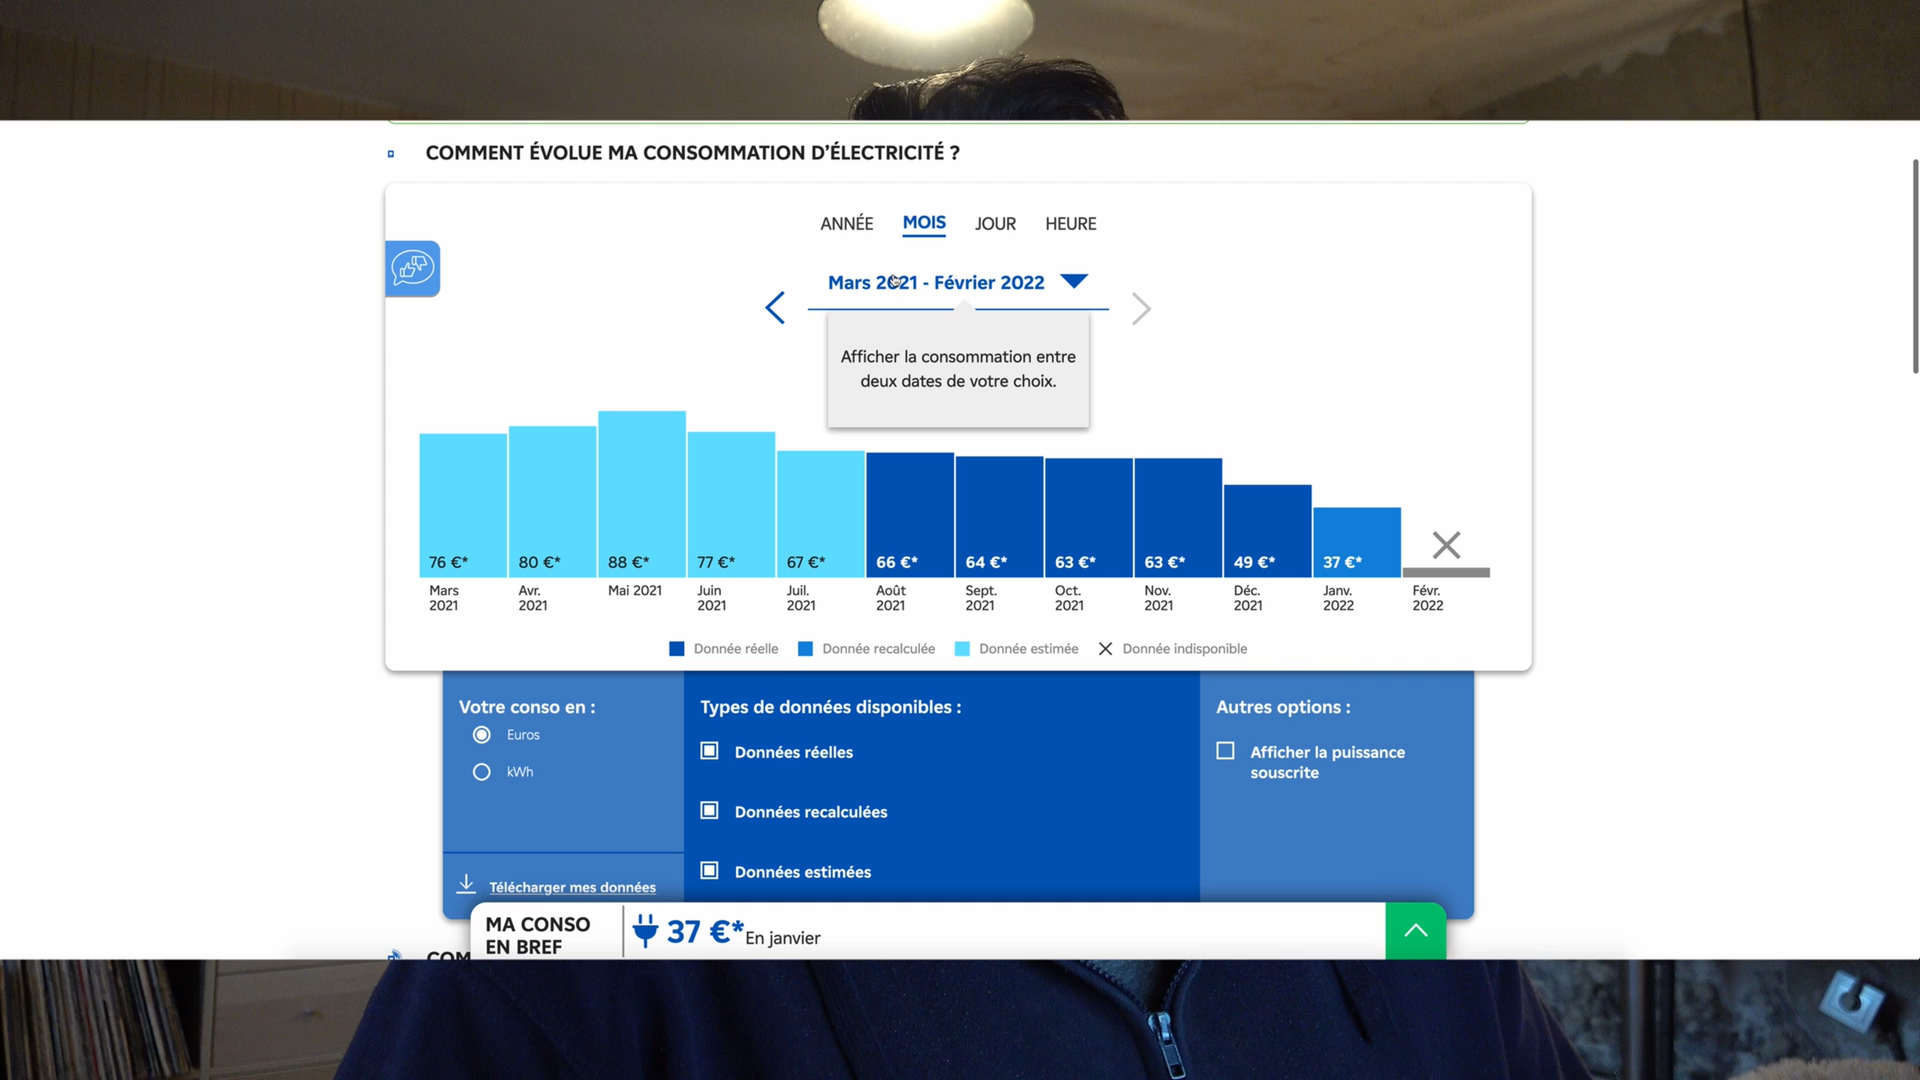 COMMENT ÉVOLUE MA CONSOMMATION D'ÉLECTRICITÉ ?
ANNÉE MOIS JOUR HEURE
Mars 2021 - Février 2022
Afficher la consommation entre
deux dates de votre choix.
76 €* 80 €* 88 €* 77 €* 67 €* 66 €* 64 €* 63 €* 63 €* 49 €* 37 €*
Mars Avr. Mai 2021 Juin Juil. Août Sept. Oct. Nov. Déc. Janv. Févr.
2021 2021 2021 2021 2021 2021 2021 2021 2021 2022 2022
Donnée réelle Donnée recalculée Donnée estimée Donnée indisponible
Votre conso en :
Euros
kWh
Télécharger mes données
Types de données disponibles :
Données réelles
Données recalculées
Données estimées
Autres options :
Afficher la puissance
souscrite
MA CONSO
EN BREF
37 €* En janvier
COM